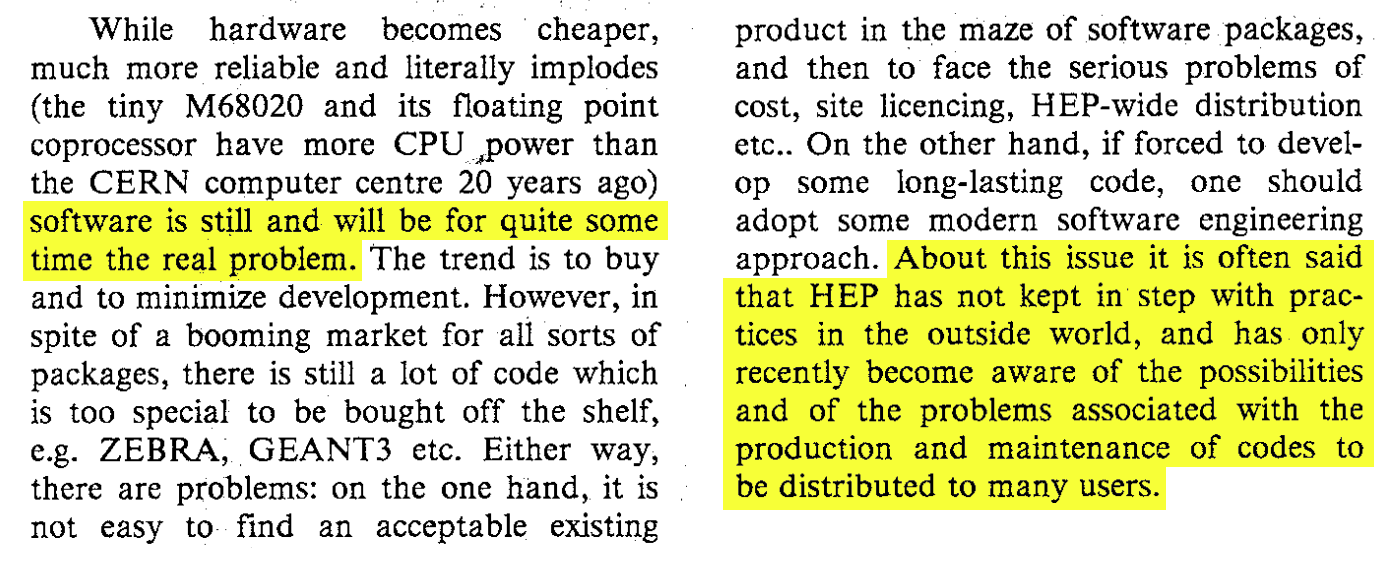 While hardware becomes cheaper,
much more reliable and literally implodes
(the tiny M68020 and its floating point
coprocessor have more CPU power than
the CERN computer centre 20 years ago)
software is still and will be for quite some
time the real problem. The trend is to buy
and to minimize development. However, in
spite of a booming market for all sorts of
packages, there is still a lot of code which
is too special to be bought off the shelf,
e.g. ZEBRA, GEANT3 etc. Either way,
there are problems: on the one hand, it is
not easy to find an acceptable existing
product in the maze of software packages,
and then to face the serious problems of
cost, site licencing, HEP-wide distribution
etc.. On the other hand, if forced to devel-
op some long-lasting code, one should
adopt some modern software engineering
approach. About this issue it is often said
that HEP has not kept in step with prac-
tices in the outside world, and has only
recently become aware of the possibilities
and of the problems associated with the
production and maintenance of codes to
be distributed to many users.